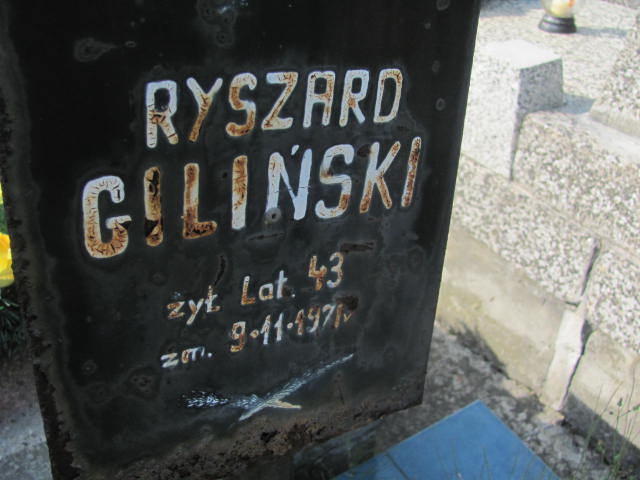 RYSZARD
GILIŃSKI
żył Lat. 43
zm. 9.11.1971r